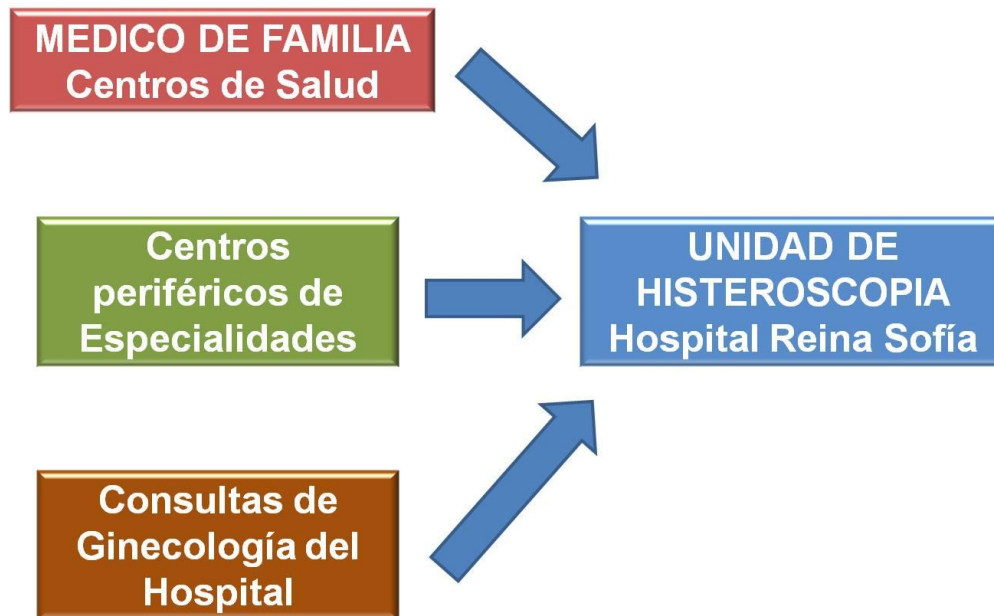 MEDICO DE FAMILIA
Centros de Salud
Centros
periféricos de
Especialidades
UNIDAD DE
HISTEROSCOPIA
Hospital Reina Sofía
Consultas de
Ginecología del
Hospital